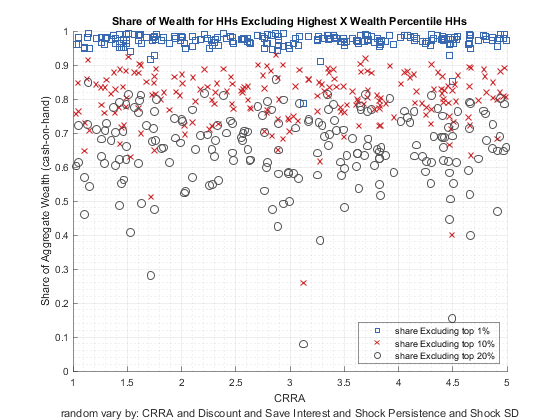 Share of Wealth for HHs Excluding Highest X Wealth Percentile HHs
1
0.9
0.8
0.7
0.6
0.5
0.4
0.3
0.2
0.1
0
Share of Aggregate Wealth (cash-on-hand)
share Excluding top 1%
share Excluding top 10%
share Excluding top 20%
1
1.5
2
2.5
3
3.5
4
4.5
5
CRRA
random vary by: CRRA and Discount and Save Interest and Shock Persistence and Shock SD